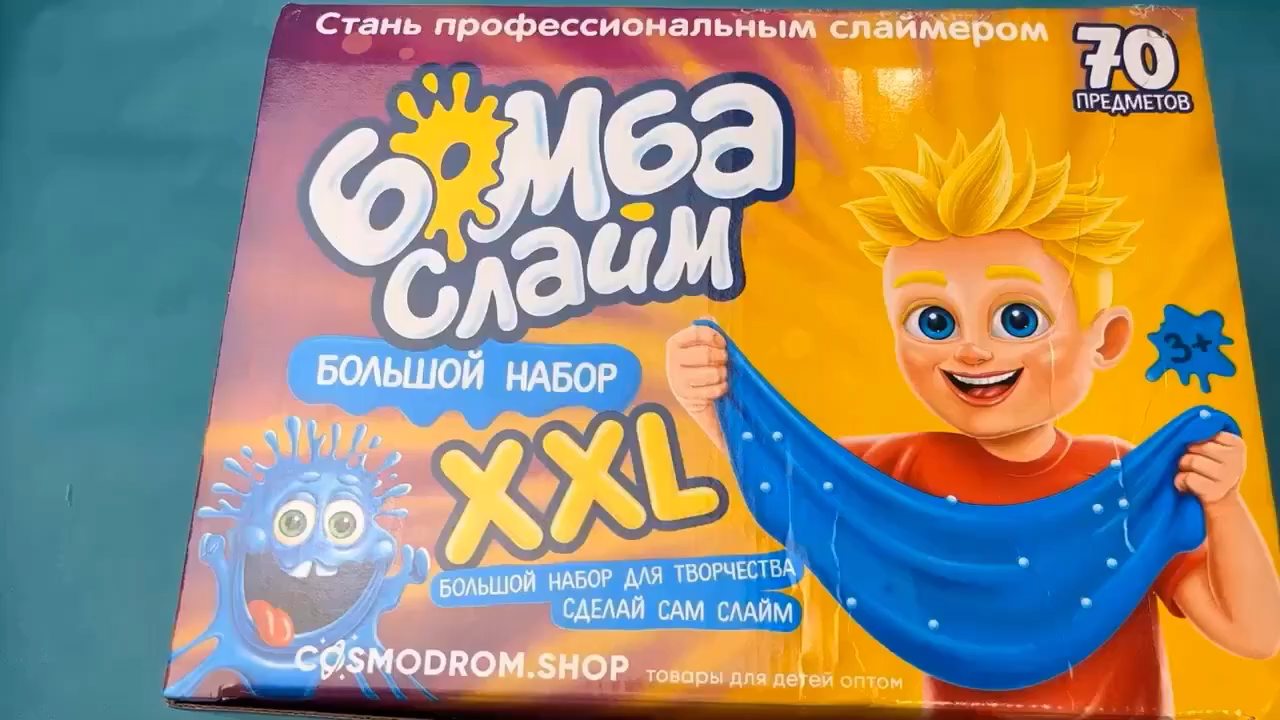 Стань профессиональным слаймером
70
ПРЕДМЕТОВ
бомба
слайм
БОЛЬШОЙ НАБОР
XXL
3+
БОЛЬШОЙ НАБОР ДЛЯ ТВОРЧЕСТВА
СДЕЛАЙ САМ СЛАЙМ
COSMODROM.SHOP товары для детей оптом